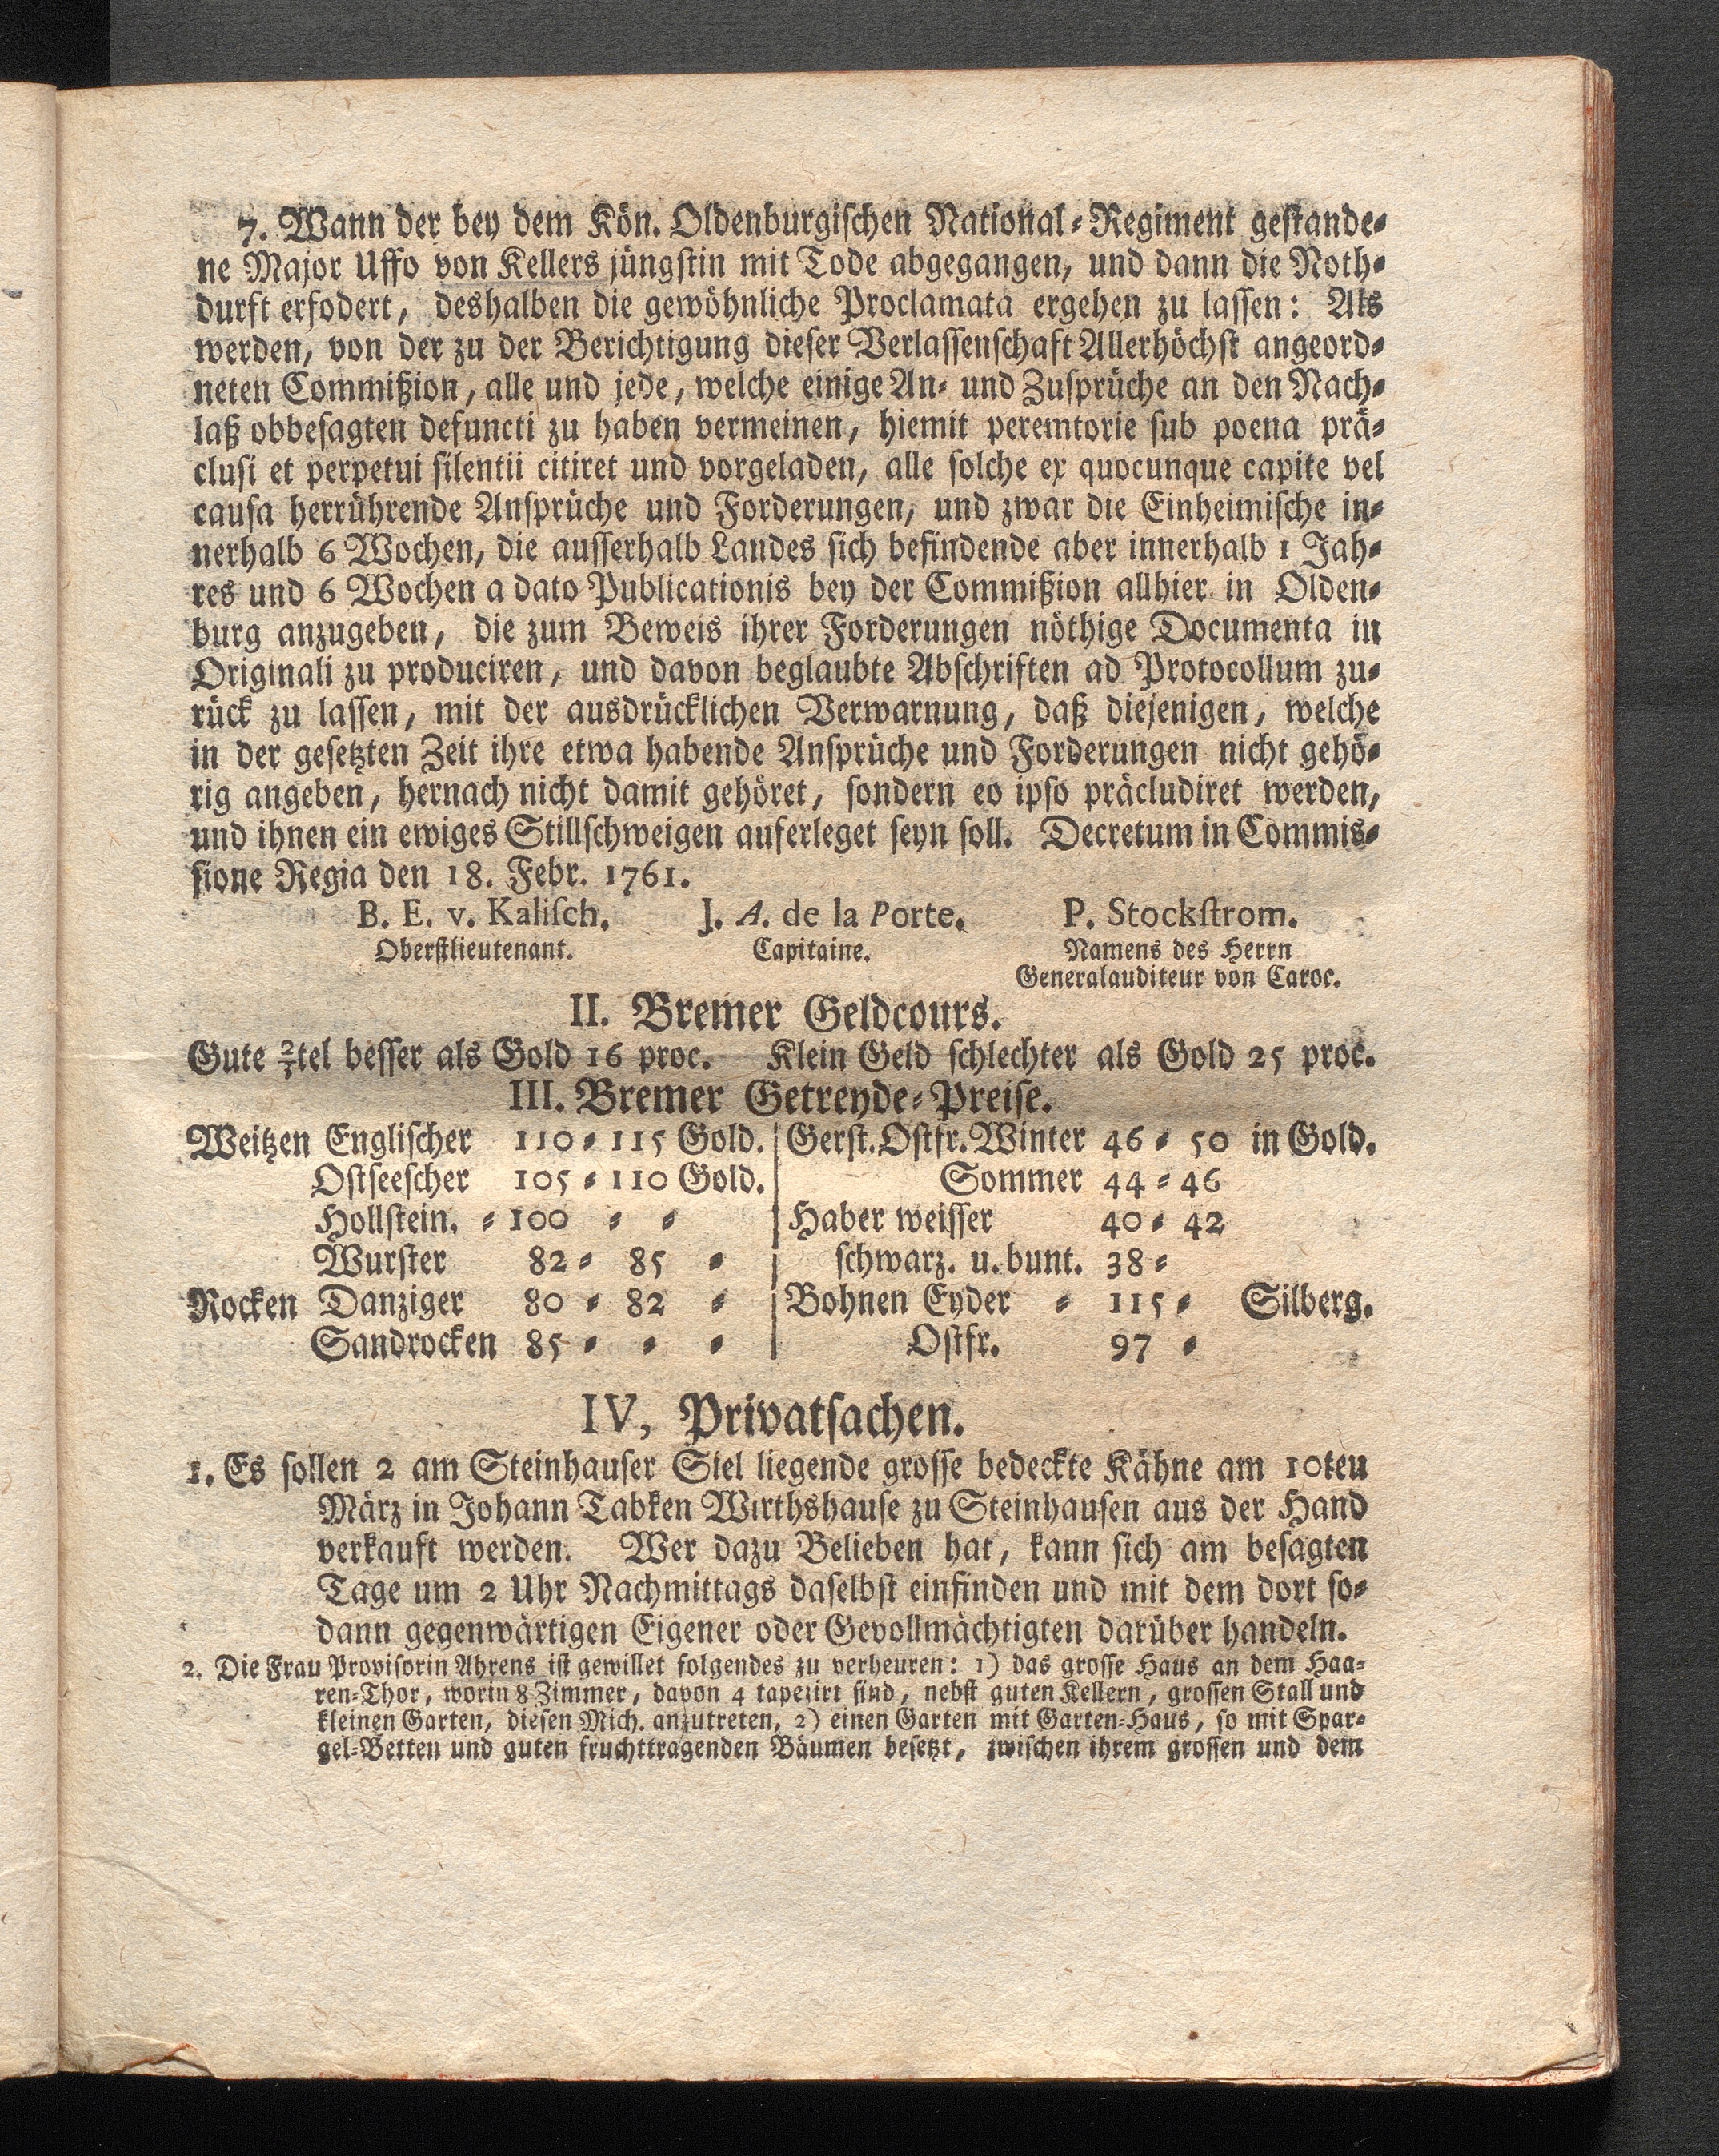 7. Wann der bey dem Kön. Oldenburgischen National-Regiment gestande-
ne Major Uffo von Kellers jüngstin mit Tode abgegangen, und dann die Noth-
durft erfodert, deshalben die gewöhnliche Proclamata ergehen zu lassen: Als
werden, von der zu der Berichtigung dieser Verlassenschaft Allerhöchst angeord-
neten Commißion, alle und jede, welche einige An- und Zusprüche an den Nach-
laß obbesagten defuncti zu haben vermeinen, hiemit peremtorie sub poena prä-
clusi et perpetui silentii citiret und vorgeladen, alle solche ex quocunque capite vel
causa herrührende Ansprüche und Forderungen, und zwar die Einheimische in-
nerhalb 6 Wochen, die ausserhalb Landes sich befindende aber innerhalb 1 Jah-
res und 6 Wochen a dato Publicationis bey der Commißion allhier in Olden-
burg anzugeben, die zum Beweis ihrer Forderungen nöthige Documenta in
Originali zu produciren, und davon beglaubte Abschriften ad Protocollum zu-
rück zu lassen, mit der ausdrücklichen Verwarnung, daß diejenigen, welche
in der gesetzten Zeit ihre etwa habende Ansprüche und Forderungen nicht gehö-
rig angeben, hernach nicht damit gehöret, sondern eo ipso präcludiret werden,
und ihnen ein ewiges Stillschweigen auferleget seyn soll. Decretum in Commis-
sione Regia den 18. Febr. 1761.
B. E. v. Kalisch. J. A. de la Porte. P. Stockstrom.
Oberstlieutenant. Capitaine. Namens des Herrn
Generalauditeur von Caroc.
II. Bremer Geldcours.
Gute 2/3tel besser als Gold 16 proc. Klein Geld schlechter als Gold 25 proc.
III. Bremer Getreyde-Preise.
Weitzen Englischer 110 - 115 Gold. | Gerst. Ostfr. Winter 46 - 50 in Gold.
Ostseescher 105 - 110 Gold. | Sommer 44 - 46
Hollstein. - 100 - - | Haber weisser 40 - 42
Wurster 82 - 85 - | schwarz. u. bunt. 38 -
Rocken Danziger 80 - 82 - | Bohnen Eyder - 115 - Silberg.
Sandrocken 85 - - - | Ostfr. 97 -
IV, Privatsachen.
1. Es sollen 2 am Steinhauser Siel liegende grosse bedeckte Kähne am 10ten
März in Johann Tabken Wirthshause zu Steinhausen aus der Hand
verkauft werden. Wer dazu Belieben hat, kann sich am besagten
Tage um 2 Uhr Nachmittags daselbst einfinden und mit dem dort so-
dann gegenwärtigen Eigener oder Gevollmächtigten darüber handeln.
2. Die Frau Provisorin Ahrens ist gewillet folgendes zu verheuren: 1) das grosse Haus an dem Haa-
ren-Thor, worin 8 Zimmer, davon 4 tapezirt sind, nebst guten Kellern, grossen Stall und
kleinen Garten, diesen Mich. anzutreten, 2) einen Garten mit Garten-Haus, so mit Spar-
gel-Betten und guten fruchttragenden Bäumen besetzt, zwischen ihrem grossen und dem